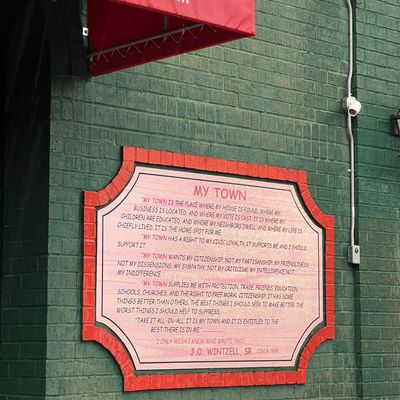 MY TOWN
"MY TOWN IS THE PLACE WHERE MY HOUSE IS FOUND, WHERE MY
BUSINESS IS LOCATED, AND WHERE MY VOTE IS CAST. IT IS WHERE MY
CHILDREN ARE EDUCATED, AND WHERE MY NEIGHBORS DWELL, AND WHERE MY LIFE IS
CHIEFLY LIVED. IT IS THE HOME SPOT FOR ME.
"MY TOWN HAS A RIGHT TO MY CIVIC LOYALTY. IT SUPPORTS ME AND I SHOULD
SUPPORT IT.
"MY TOWN WANTS MY CITIZENSHIP, NOT MY PARTISANSHIP. MY FRIENDLINESS,
NOT MY DISSENSIONS; MY SYMPATHY, NOT MY CRITICISM; MY INTELLIGENCE, NOT
MY INDIFFERENCE.
"MY TOWN SUPPLIES ME WITH PROTECTION, TRADE, FRIENDS, EDUCATION,
SCHOOLS, CHURCHES, AND THE RIGHT TO FREE MORAL CITIZENSHIP. IT HAS SOME
THINGS BETTER THAN OTHERS; THE BEST THINGS I SHOULD SEEK TO MAKE BETTER; THE
WORST THINGS I SHOULD HELP TO SUPPRESS.
"TAKE IT ALL-IN-ALL, IT IS MY TOWN AND IT IS ENTITLED TO THE
BEST THERE IS IN ME."
I ONLY WISH I KNEW WHO WROTE THIS.
J.O. WINTZELL, SR. CIRCA